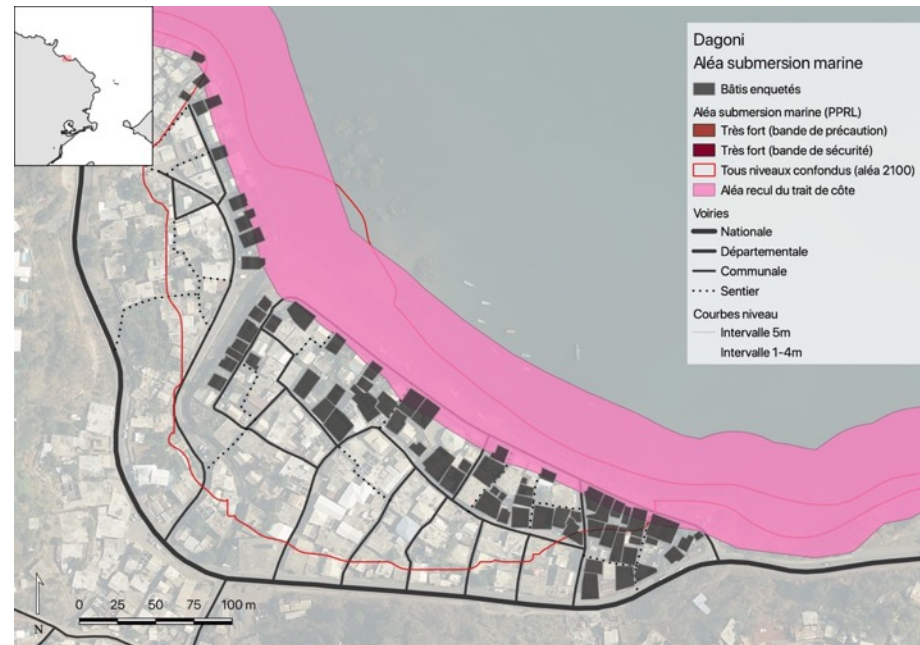 Dagoni
Aléa submersion marine
Bâtis enquetés
Aléa submersion marine (PPRL)
Très fort (bande de précaution)
Très fort (bande de sécurité)
Tous niveaux confondus (aléa 2100)
Aléa recul du trait de côte
Voiries
Nationale
Départementale
Communale
Sentier
Courbes niveau
Intervalle 5m
Intervalle 1-4m
0 25 50 75 100 m
N